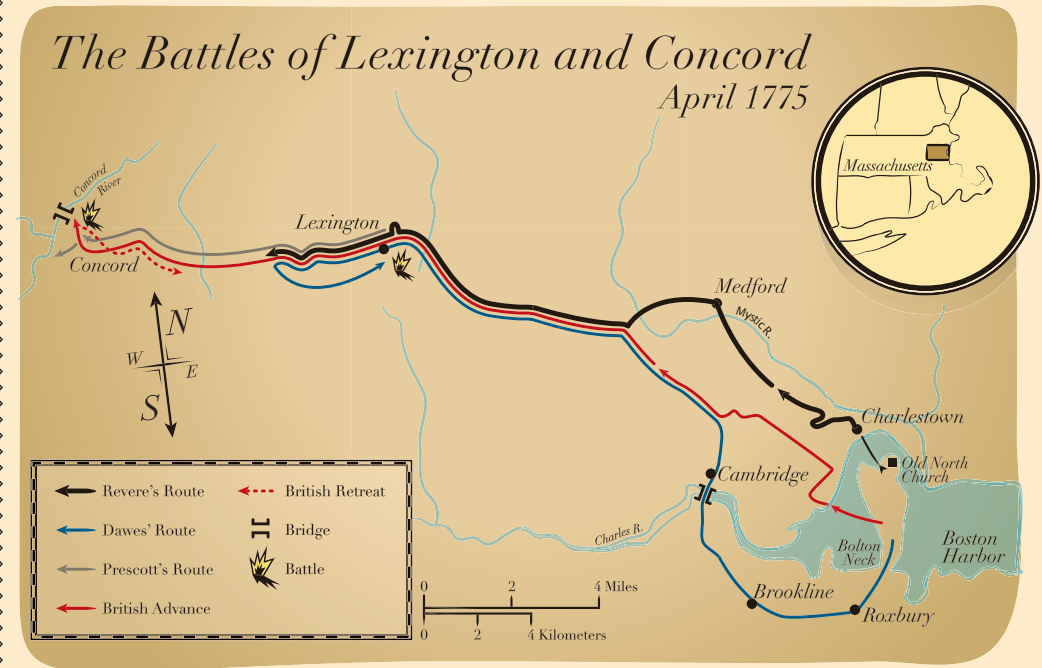 The Battles of Lexington and Concord
April 1775
Massachusetts
Concord
River
Lexington
Concord
Medford
Mystic R.
N
W
E
S
Charlestown
Old North
Church
Cambridge
Charles R.
Bolton
Neck
Boston
Harbor
Brookline
Roxbury
Revere's Route
British Retreat
Dawes' Route
Bridge
Prescott's Route
Battle
British Advance
0 2 4 Miles
0 2 4 Kilometers